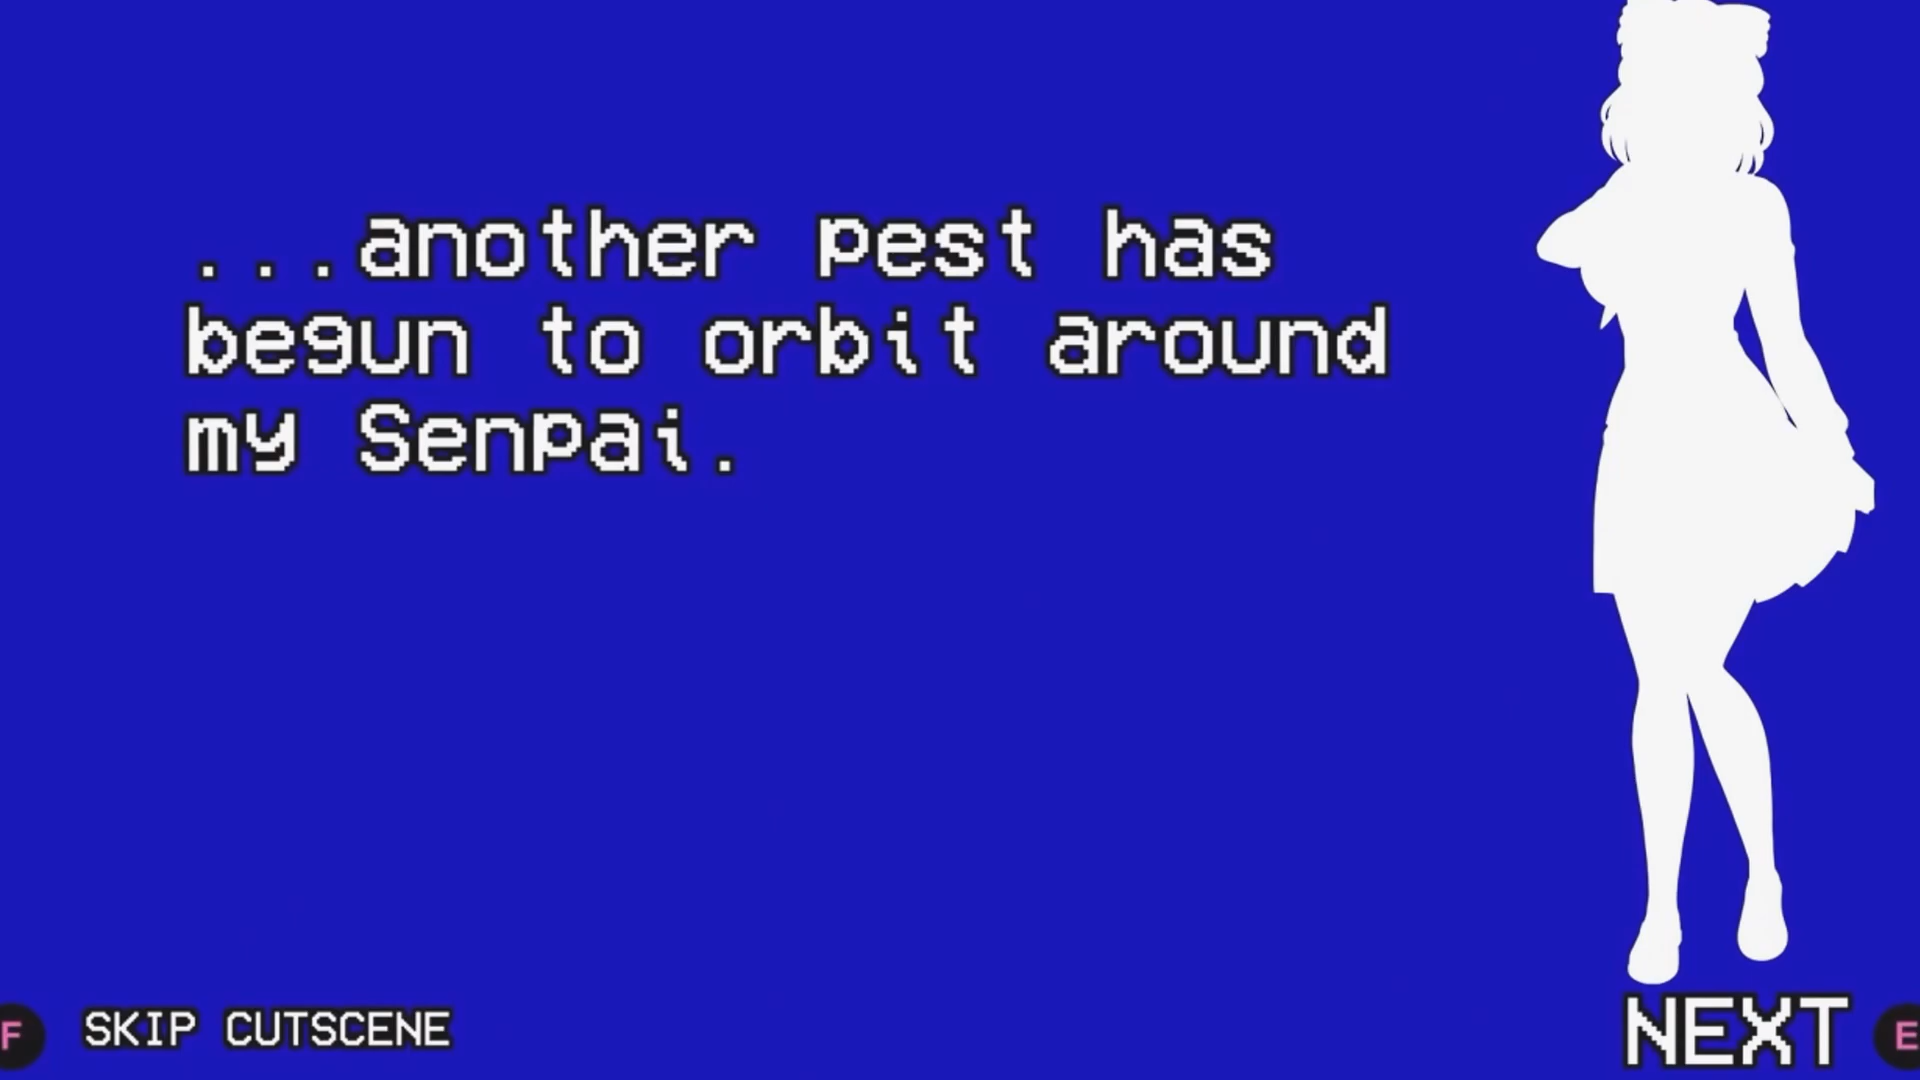 ...another pest has
begun to orbit around
my Senpai.
F SKIP CUTSCENE
NEXT E